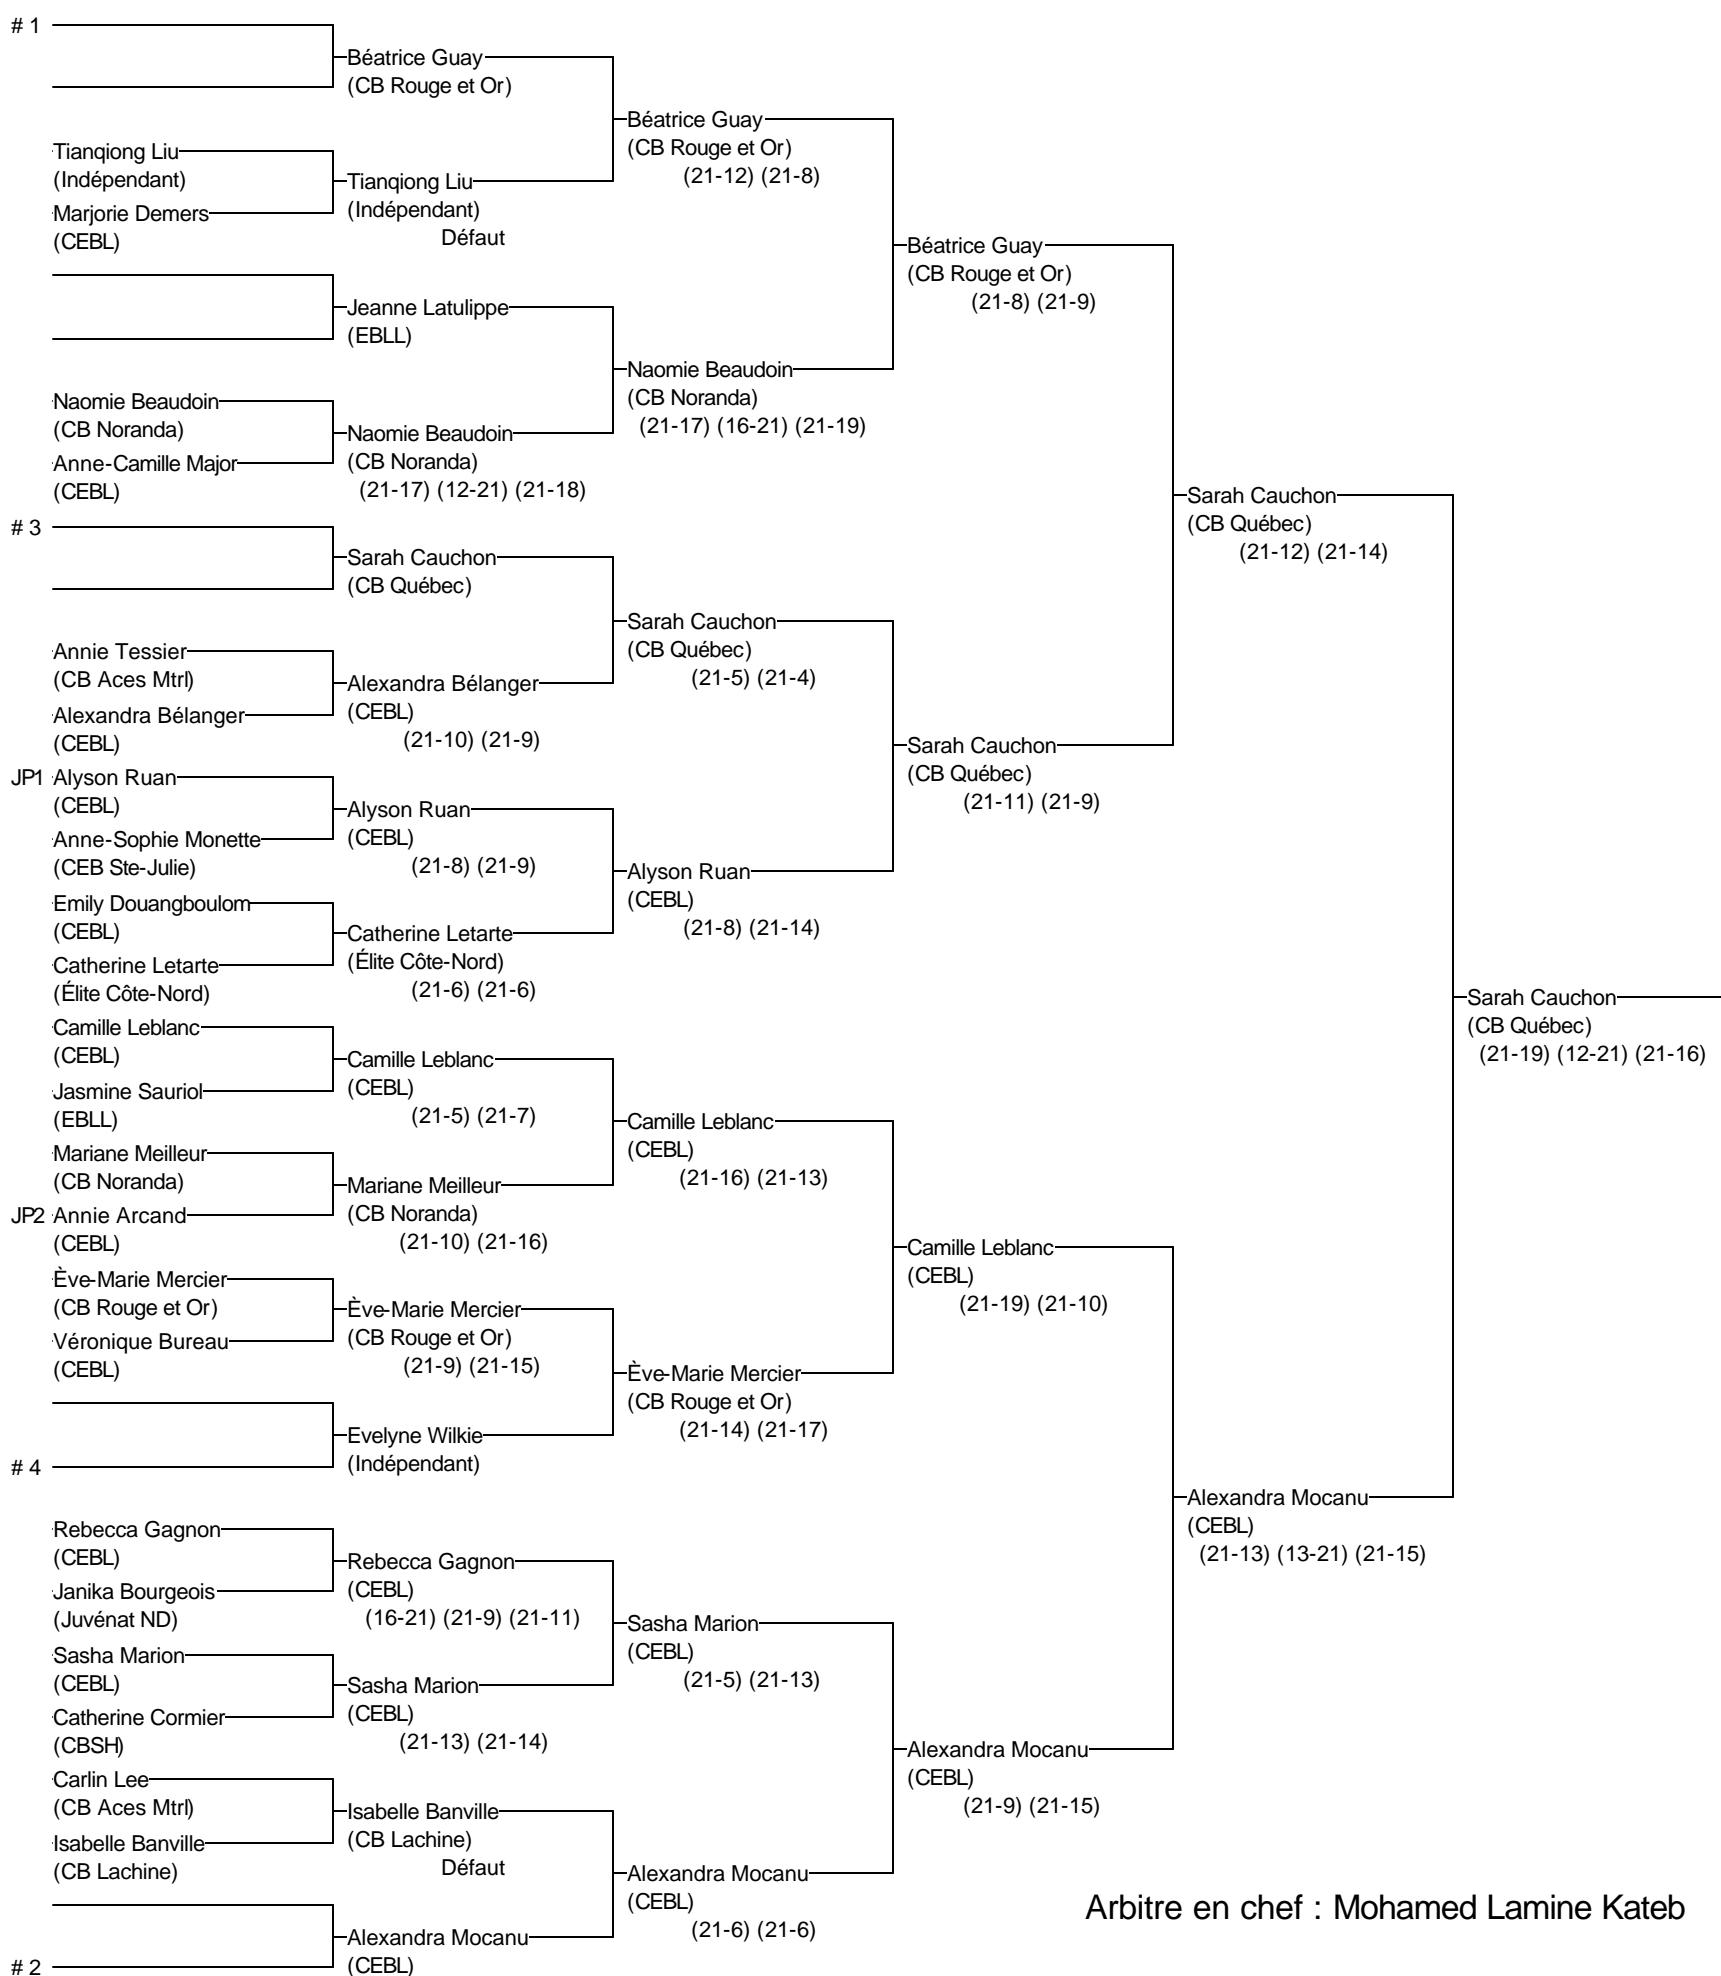 # 1
Béatrice Guay
(CB Rouge et Or)
Béatrice Guay
(CB Rouge et Or)
(21-12) (21-8)
Tianqiong Liu
(Indépendant)
Tianqiong Liu
(Indépendant)
Défaut
Marjorie Demers
(CEBL)
Béatrice Guay
(CB Rouge et Or)
(21-8) (21-9)
Jeanne Latulippe
(EBLL)
Naomie Beaudoin
(CB Noranda)
(21-17) (16-21) (21-19)
Naomie Beaudoin
(CB Noranda)
Naomie Beaudoin
(CB Noranda)
(21-17) (12-21) (21-18)
Anne-Camille Major
(CEBL)
Sarah Cauchon
(CB Québec)
(21-12) (21-14)
# 3
Sarah Cauchon
(CB Québec)
Sarah Cauchon
(CB Québec)
(21-5) (21-4)
Annie Tessier
(CB Aces Mtrl)
Alexandra Bélanger
(CEBL)
(21-10) (21-9)
Alexandra Bélanger
(CEBL)
Sarah Cauchon
(CB Québec)
(21-11) (21-9)
JP1 Alyson Ruan
(CEBL)
Alyson Ruan
(CEBL)
(21-8) (21-9)
Anne-Sophie Monette
(CEB Ste-Julie)
Alyson Ruan
(CEBL)
(21-8) (21-14)
Emily Douangboulom
(CEBL)
Catherine Letarte
(Élite Côte-Nord)
(21-6) (21-6)
Catherine Letarte
(Élite Côte-Nord)
Sarah Cauchon
(CB Québec)
(21-19) (12-21) (21-16)
Camille Leblanc
(CEBL)
Camille Leblanc
(CEBL)
(21-5) (21-7)
Jasmine Sauriol
(EBLL)
Camille Leblanc
(CEBL)
(21-16) (21-13)
Mariane Meilleur
(CB Noranda)
Mariane Meilleur
(CB Noranda)
(21-10) (21-16)
JP2 Annie Arcand
(CEBL)
Camille Leblanc
(CEBL)
(21-19) (21-10)
Ève-Marie Mercier
(CB Rouge et Or)
Ève-Marie Mercier
(CB Rouge et Or)
(21-9) (21-15)
Véronique Bureau
(CEBL)
Ève-Marie Mercier
(CB Rouge et Or)
(21-14) (21-17)
Evelyne Wilkie
(Indépendant)
# 4
Alexandra Mocanu
(CEBL)
(21-13) (13-21) (21-15)
Rebecca Gagnon
(CEBL)
Rebecca Gagnon
(CEBL)
(16-21) (21-9) (21-11)
Janika Bourgeois
(Juvénat ND)
Sasha Marion
(CEBL)
(21-5) (21-13)
Sasha Marion
(CEBL)
Sasha Marion
(CEBL)
(21-13) (21-14)
Catherine Cormier
(CBSH)
Alexandra Mocanu
(CEBL)
(21-9) (21-15)
Carlin Lee
(CB Aces Mtrl)
Isabelle Banville
(CB Lachine)
Défaut
Isabelle Banville
(CB Lachine)
Alexandra Mocanu
(CEBL)
(21-6) (21-6)
Arbitre en chef : Mohamed Lamine Kateb
Alexandra Mocanu
(CEBL)
# 2